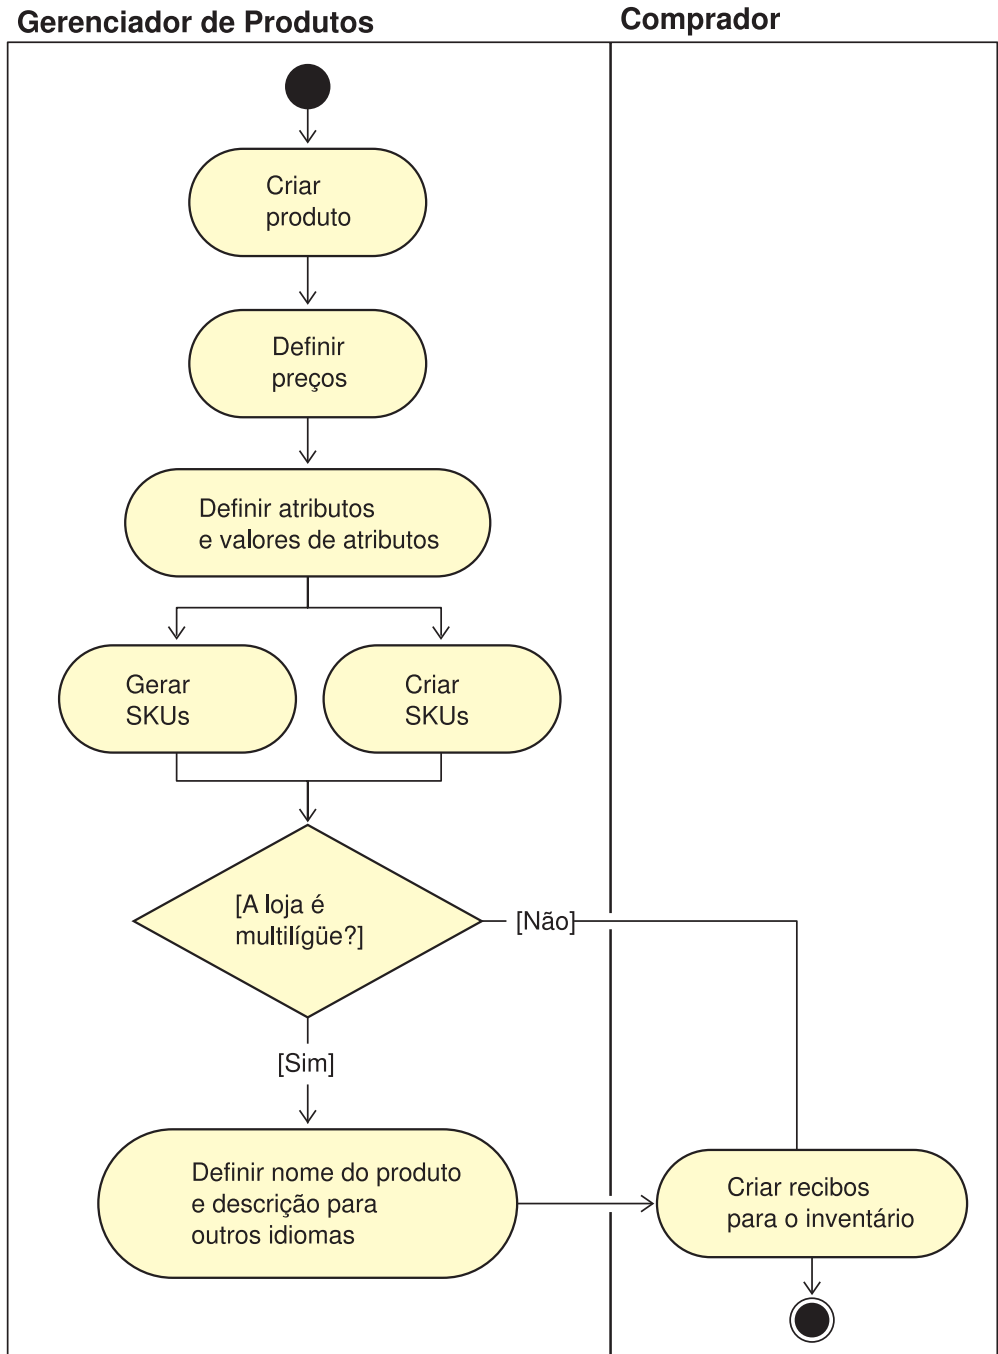 Gerenciador de Produtos
Comprador
Criar
produto
Definir
preços
Definir atributos
e valores de atributos
Gerar
SKUs
Criar
SKUs
[A loja é
multilígüe?]
[Não]
[Sim]
Definir nome do produto
e descrição para
outros idiomas
Criar recibos
para o inventário